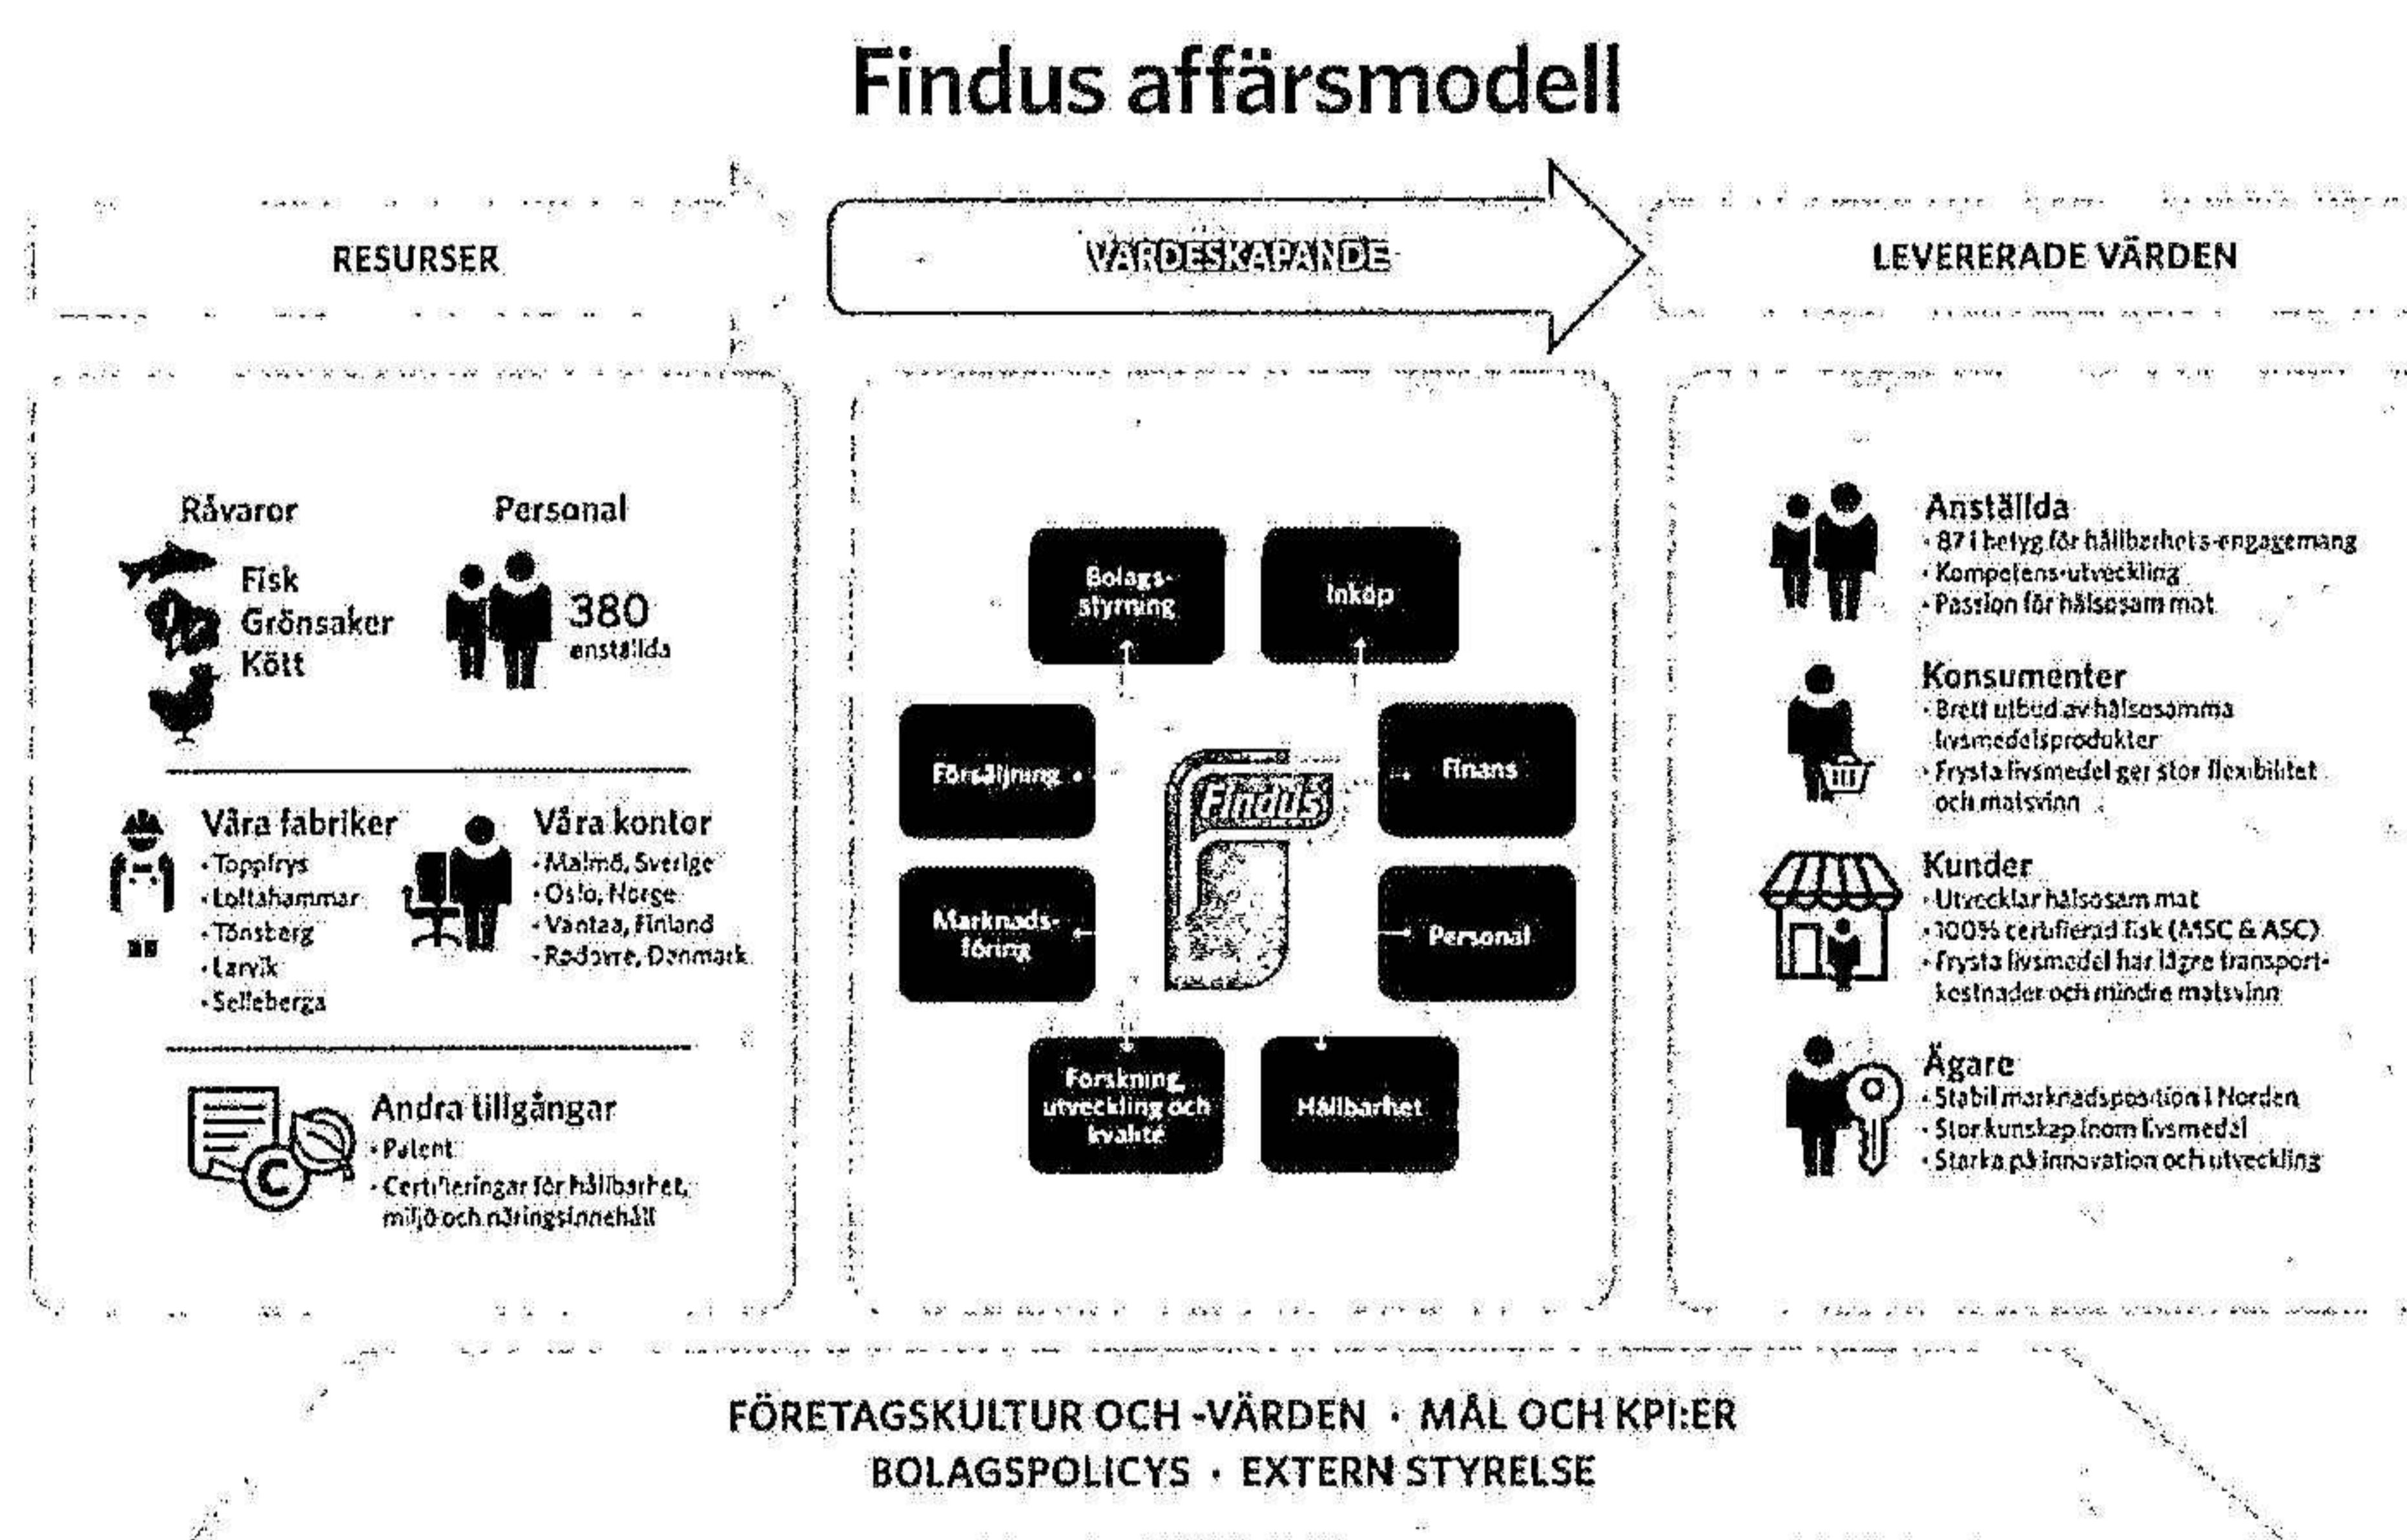 Findus affärsmodell
RESURSER
VÄRDESKAPANDE
LEVERERADE VÄRDEN
Råvaror
Fisk
Grönsaker
Kött
Personal
380
anställda
Våra fabriker
• Toppfrys
• Loftahammar
• Tönsberg
• Larvik
• Selleberga
Våra kontor
• Malmö, Sverige
• Oslo, Norge
• Vantaa, Finland
• Rødovre, Danmark
Andra tillgångar
• Patent
• Certifieringar för hållbarhet,
miljö och näringsinnehåll
Bolags-
styrning
Inköp
Försäljning
Finans
Findus
Marknads-
föring
Personal
Forskning,
utveckling och
kvalité
Hållbarhet
Anställda
• 87 i betyg för hållbarhets-engagemang
• Kompetens-utveckling
• Passion för hälsosam mat
Konsumenter
• Brett utbud av hälsosamma
livsmedelsprodukter
• Frysta livsmedel ger stor flexibilitet
och matsvinn
Kunder
• Utvecklar hälsosam mat
• 100% certifierad fisk (MSC & ASC)
• Frysta livsmedel har lägre transport-
kostnader och mindre matsvinn
Ägare
• Stabil marknadsposition i Norden
• Stor kunskap inom livsmedel
• Starka på innovation och utveckling
FÖRETAGSKULTUR OCH -VÄRDEN • MÅL OCH KPI:ER
BOLAGSPOLICYS • EXTERN STYRELSE